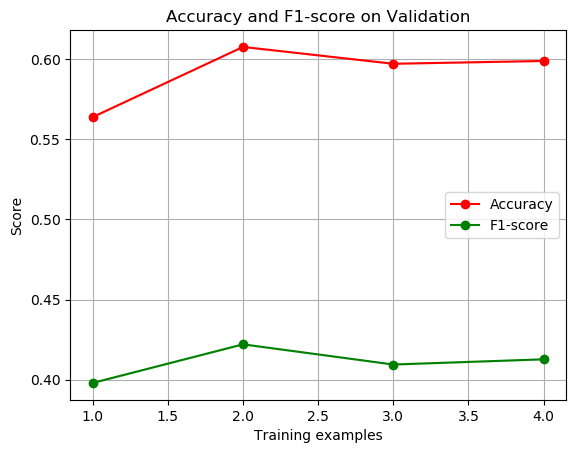 Accuracy and F1-score on Validation
0.60
0.55
0.50
0.45
0.40
Score
Accuracy
F1-score
1.0 1.5 2.0 2.5 3.0 3.5 4.0
Training examples